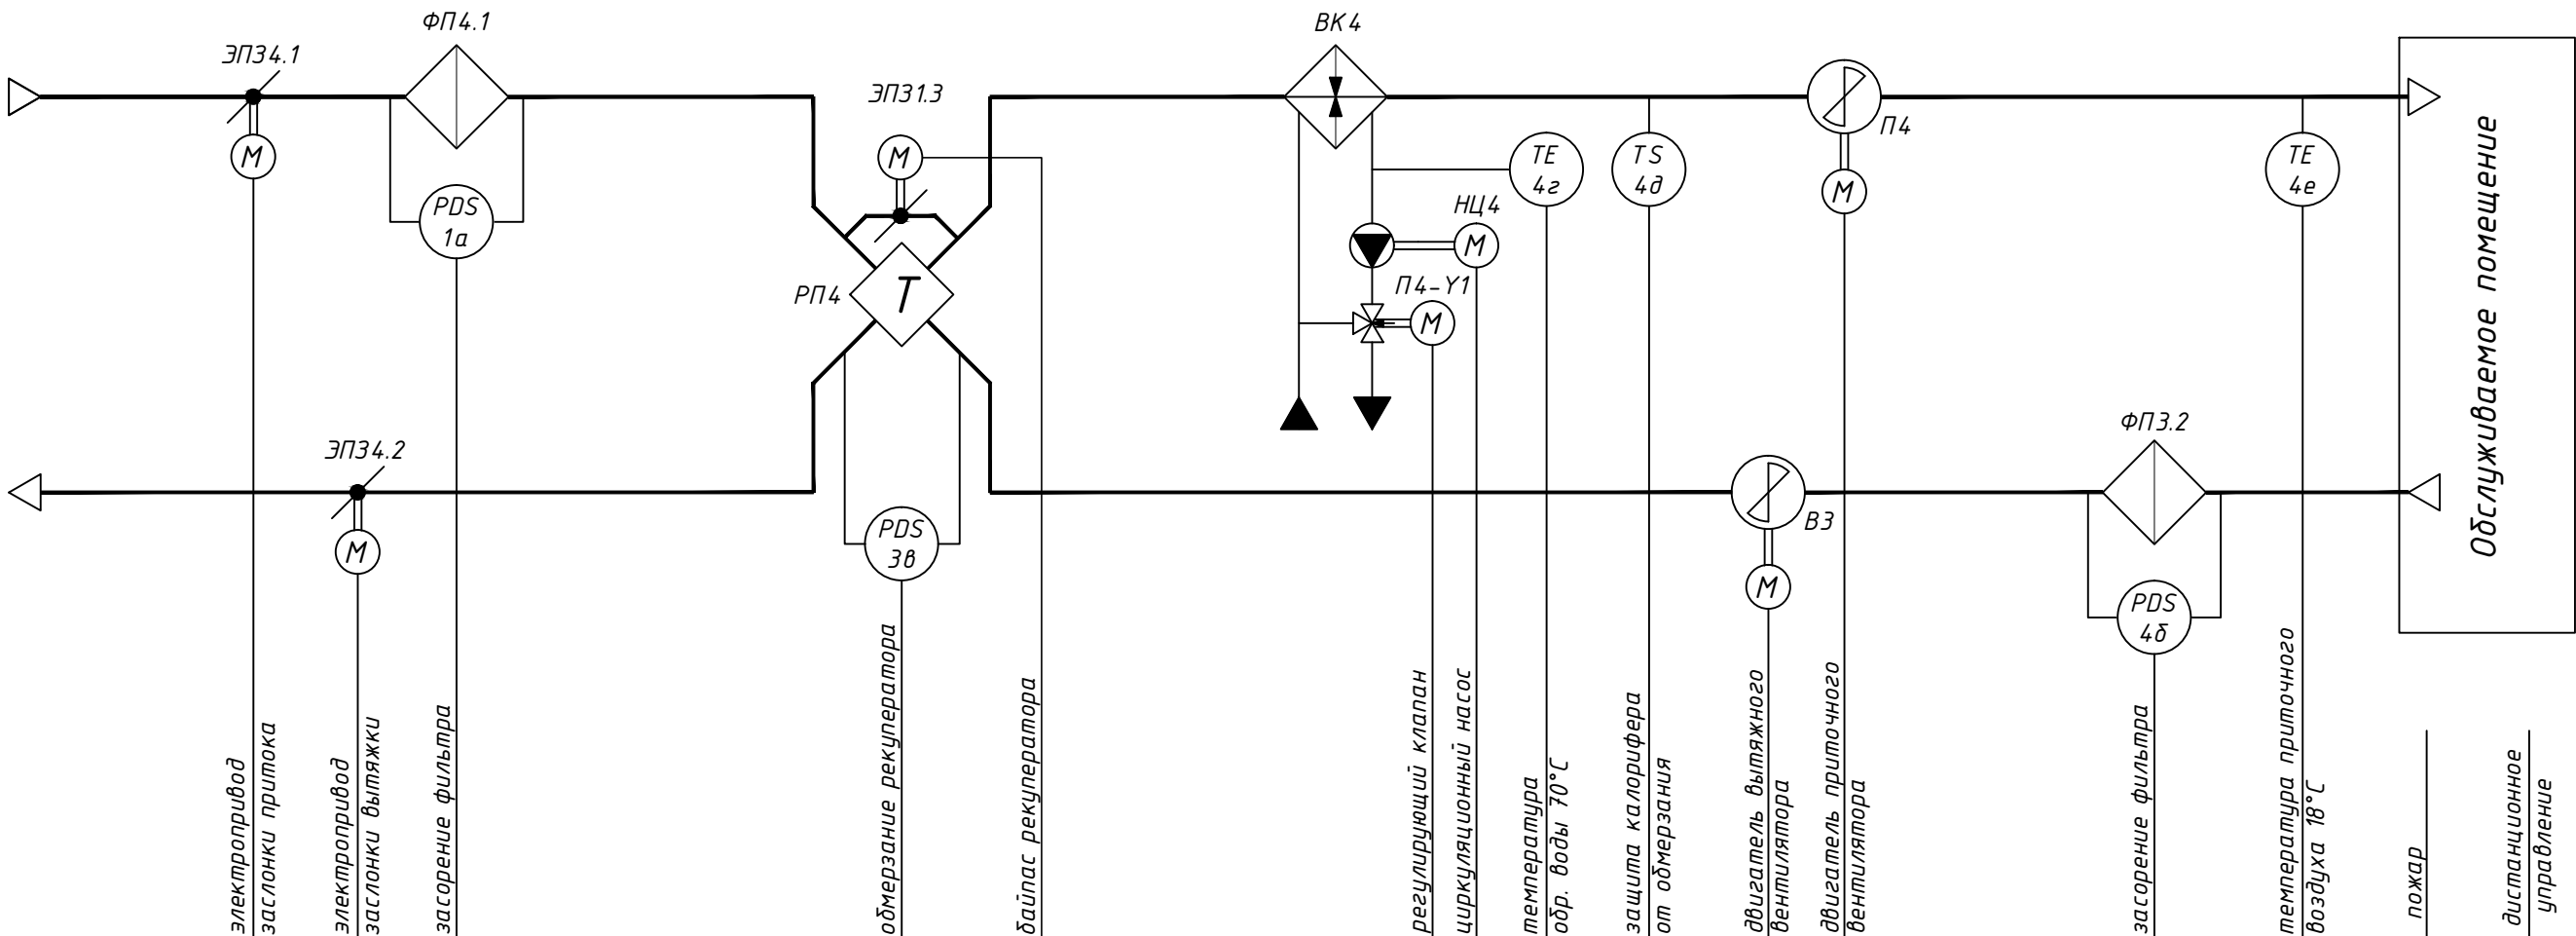 ФП4.1
ВК4
ЭПЗ4.1
ЭПЗ1.3
П4
M
M
TE
4г
TS
4д
TE
4е
M
PDS
1а
НЦ4
M
РП4
T
П4-Y1
M
ЭПЗ4.2
ФП3.2
В3
M
PDS
3в
M
PDS
4б
Обслуживаемое помещение
электропривод
заслонки притока
электропривод
заслонки вытяжки
засорение фильтра
обмерзание рекуператора
байпас рекуператора
регулирующий клапан
циркуляционный насос
температура
обр. воды 70°С
защита калорифера
от обмерзания
двигатель вытяжного
вентилятора
двигатель приточного
вентилятора
засорение фильтра
температура приточного
воздуха 18°С
пожар
дистанционное
управление